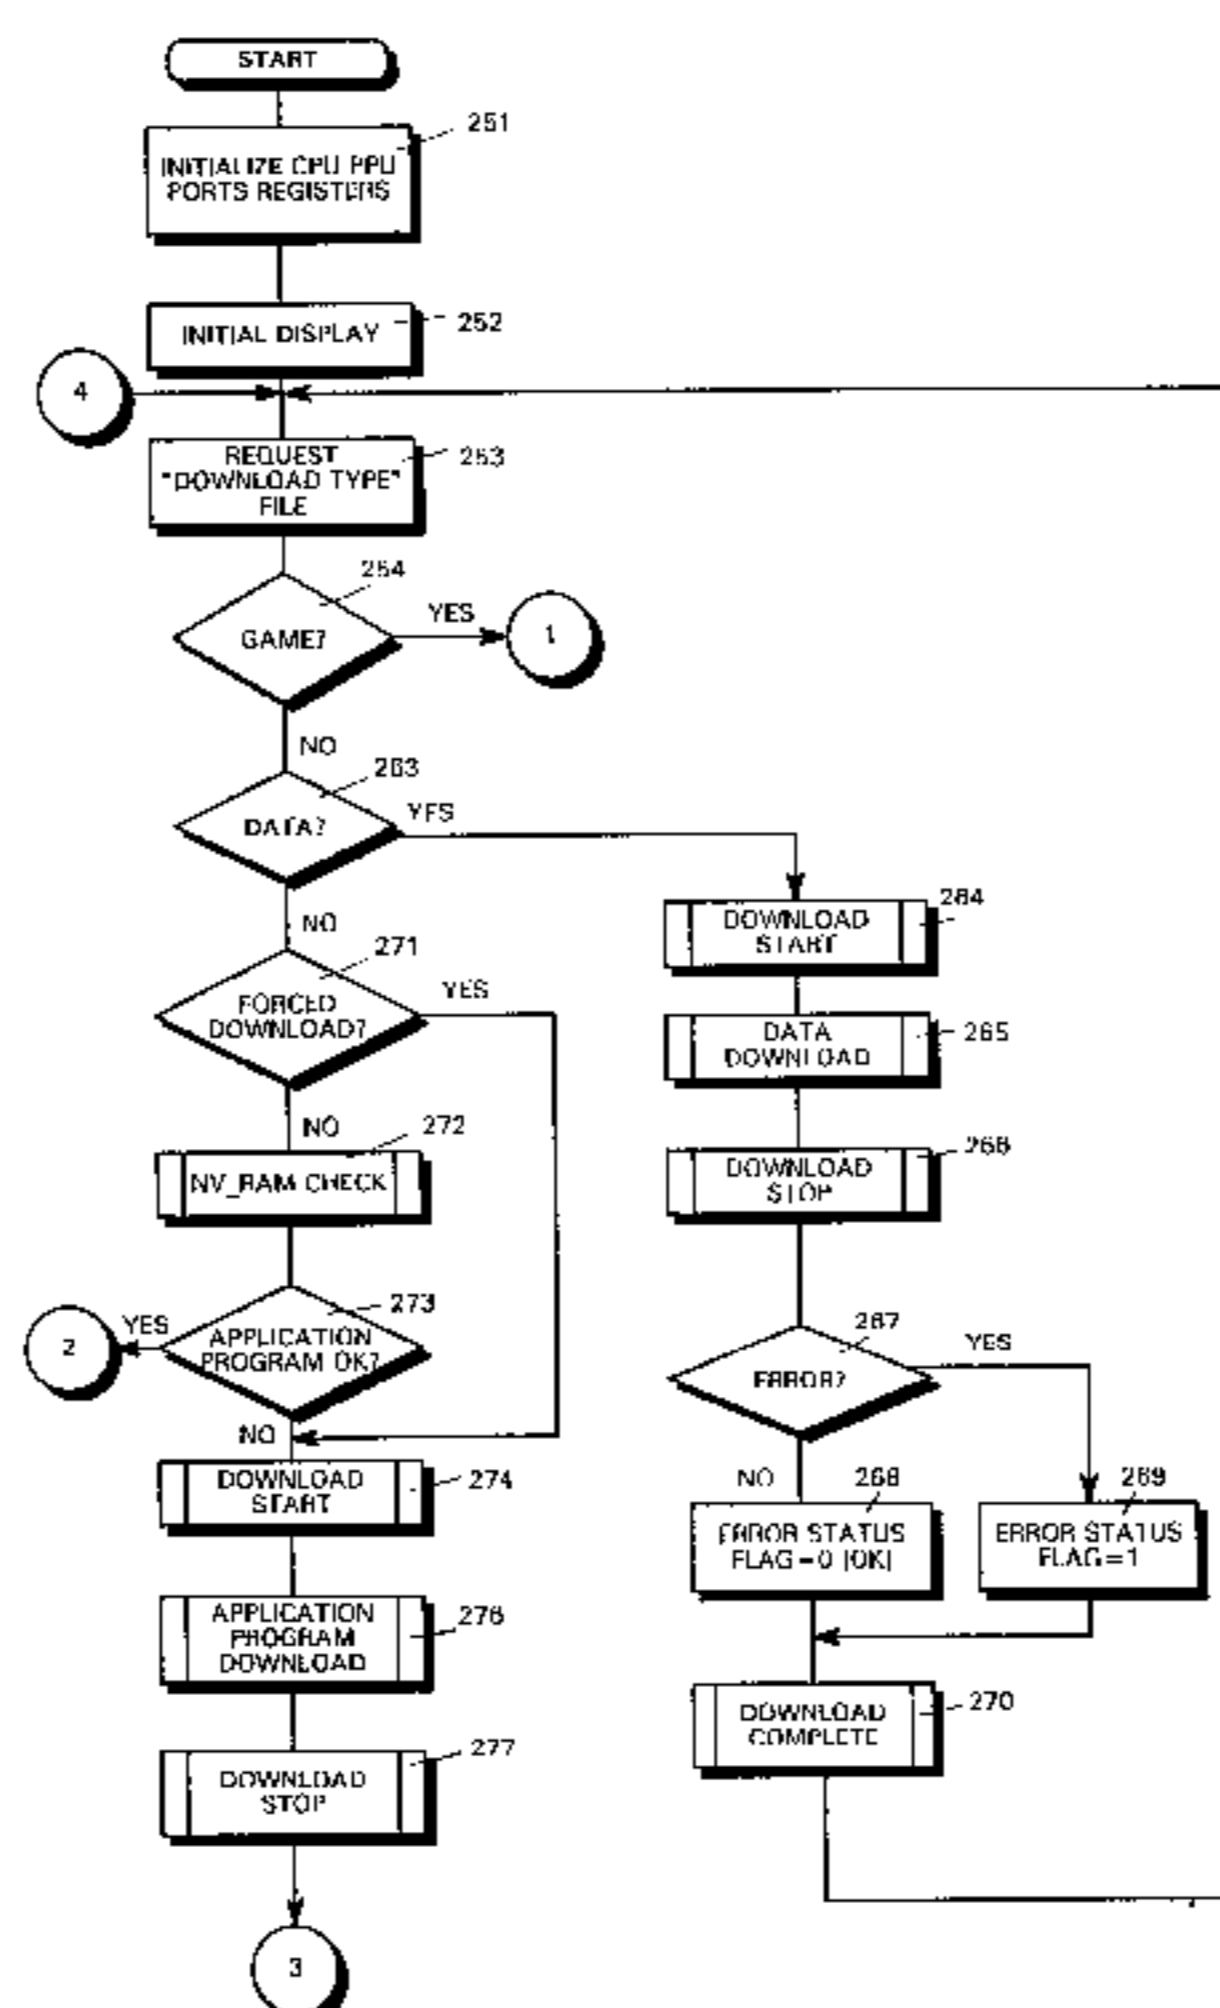 START
251
INITIALIZE CPU PPU
PORTS REGISTERS
INITIAL DISPLAY
252
4
REQUEST
"DOWNLOAD TYPE"
FILE
253
254
GAME?
YES
1
NO
263
DATA?
YES
NO
264
DOWNLOAD
START
271
FORCED
DOWNLOAD?
YES
DATA
DOWNLOAD
265
NO
272
NV_RAM CHECK
DOWNLOAD
STOP
266
273
2
YES
APPLICATION
PROGRAM OK?
267
ERROR?
YES
NO
DOWNLOAD
START
274
NO
268
ERROR STATUS
FLAG=0 (OK)
269
ERROR STATUS
FLAG=1
APPLICATION
PROGRAM
DOWNLOAD
276
DOWNLOAD
COMPLETE
270
DOWNLOAD
STOP
277
3